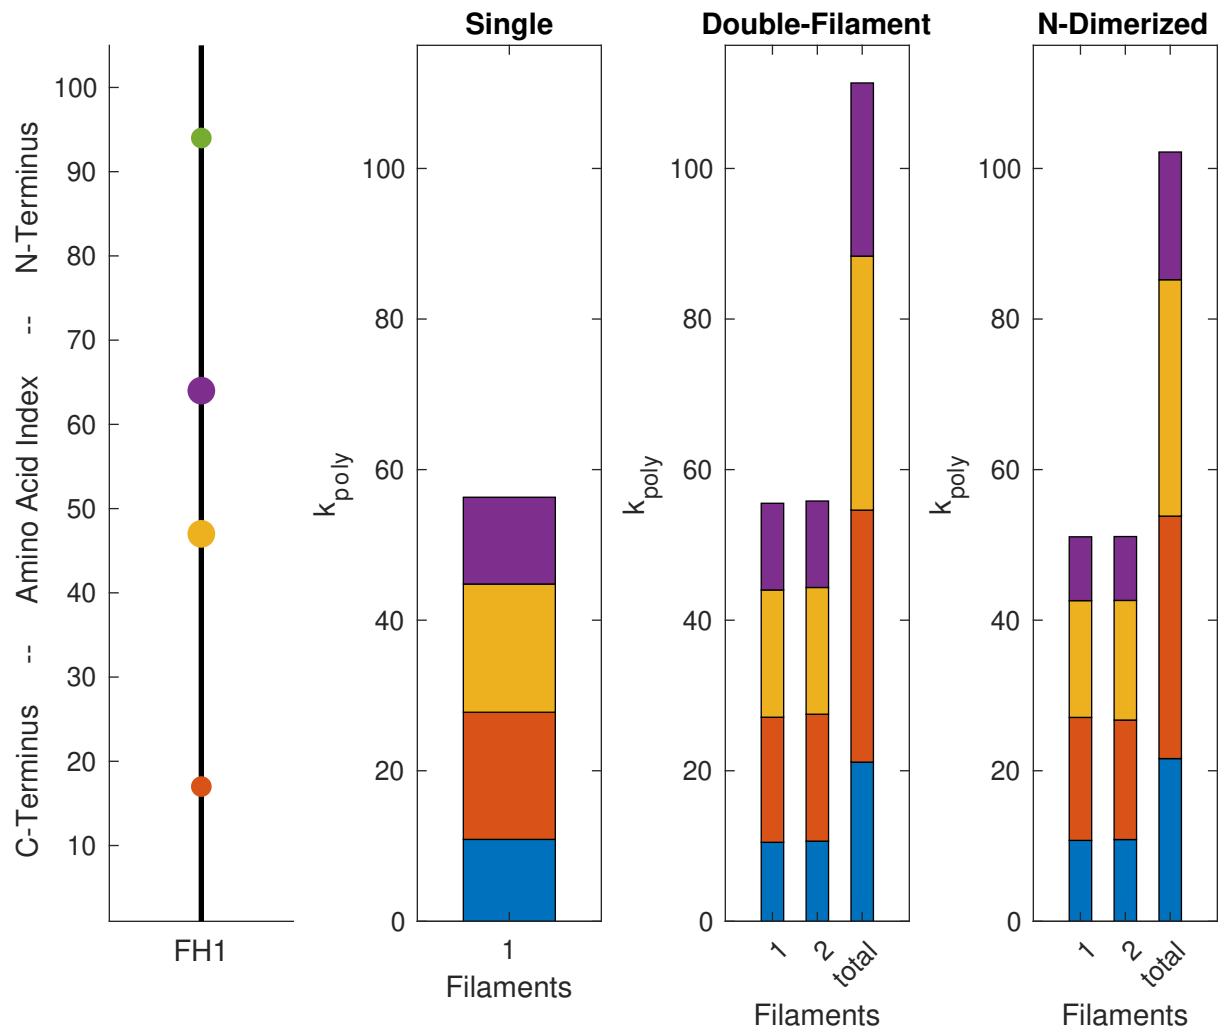 Single
Double-Filament
N-Dimerized
C-Terminus -- Amino Acid Index -- N-Terminus
100
90
80
70
60
50
40
30
20
10
FH1
k_poly
100
80
60
40
20
0
1
Filaments
k_poly
100
80
60
40
20
0
1
2
total
Filaments
k_poly
100
80
60
40
20
0
1
2
total
Filaments